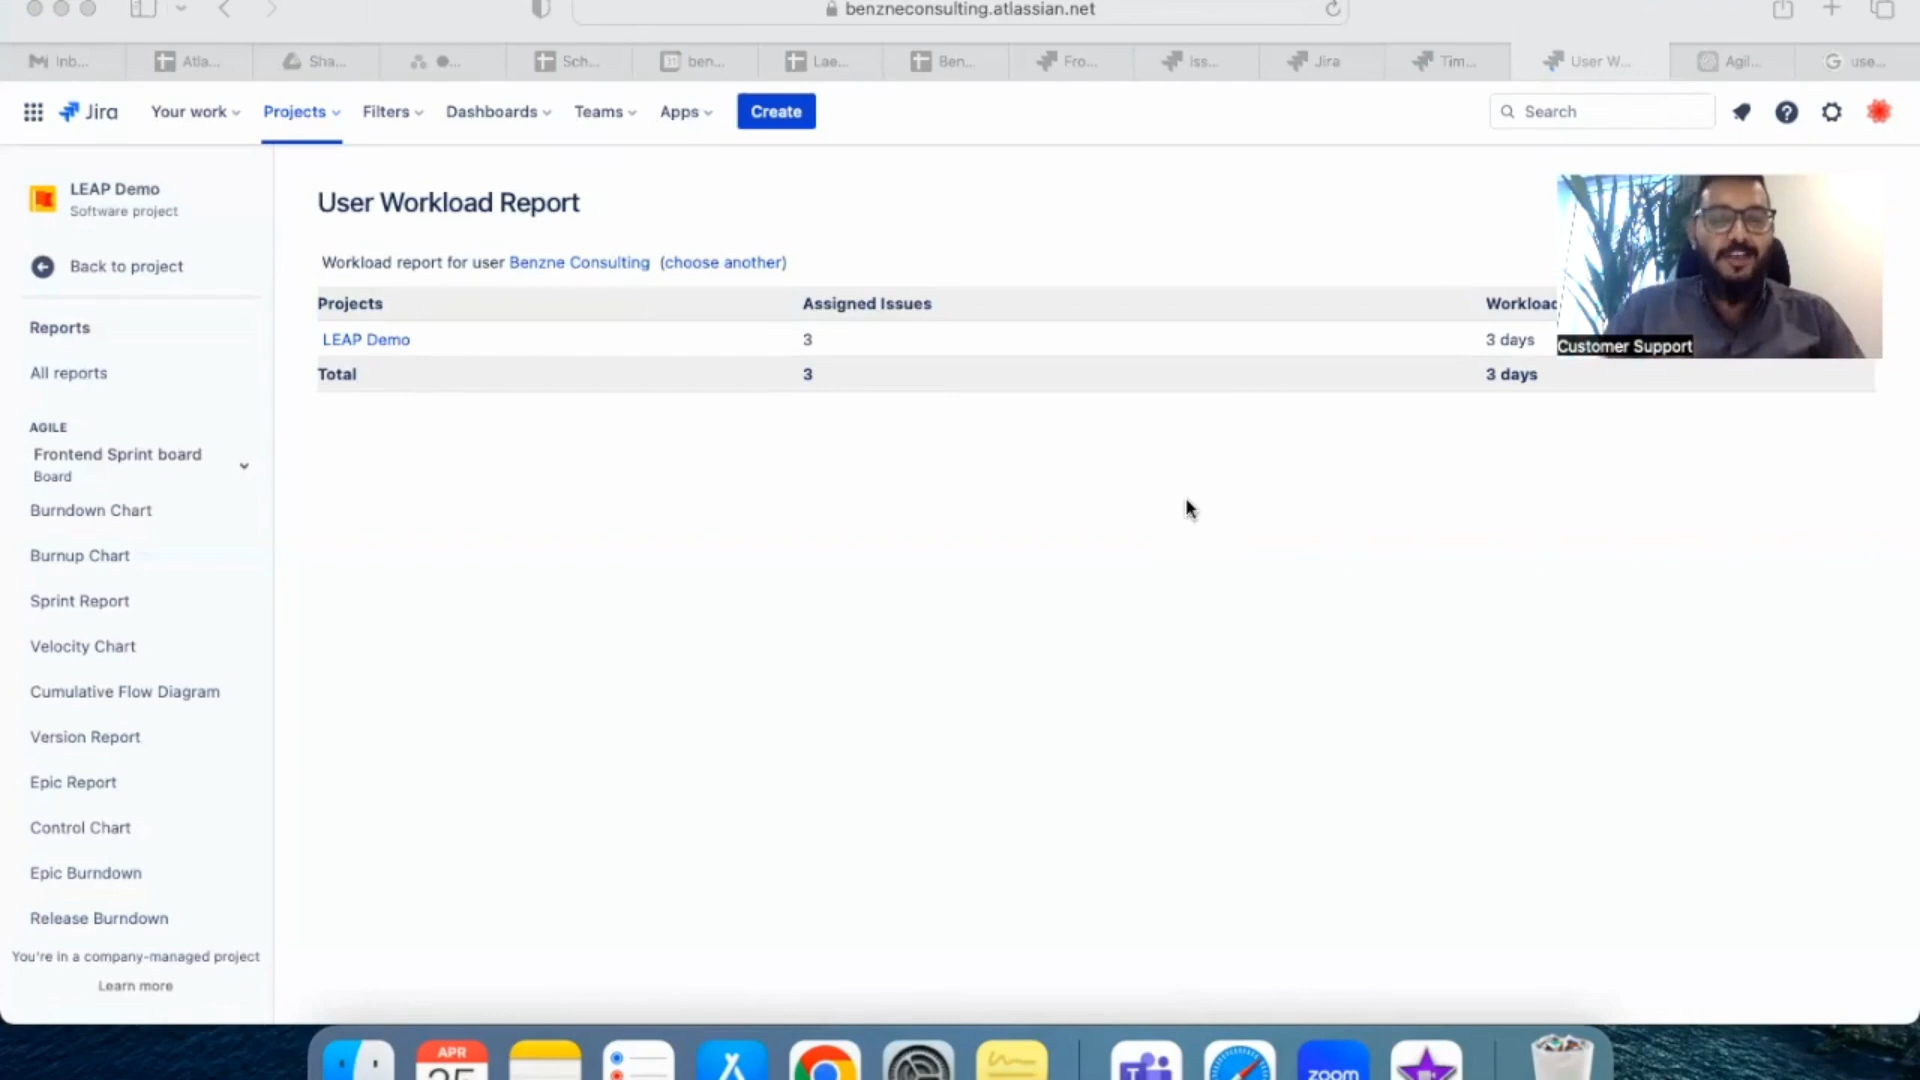 benzneconsulting.atlassian.net
Inb... Atla... Sha... Sch... ben... Lae... Ben... Fro... Iss... Jira Tim... User W... Agil... use...
Jira Your work Projects Filters Dashboards Teams Apps Create Search
LEAP Demo
Software project
Back to project
Reports
All reports
AGILE
Frontend Sprint board
Board
Burndown Chart
Burnup Chart
Sprint Report
Velocity Chart
Cumulative Flow Diagram
Version Report
Epic Report
Control Chart
Epic Burndown
Release Burndown
You're in a company-managed project
Learn more
User Workload Report
Workload report for user Benzne Consulting (choose another)
Projects Assigned Issues Workload
LEAP Demo 3 3 days
Total 3 3 days
Customer Support
APR
25
zoom